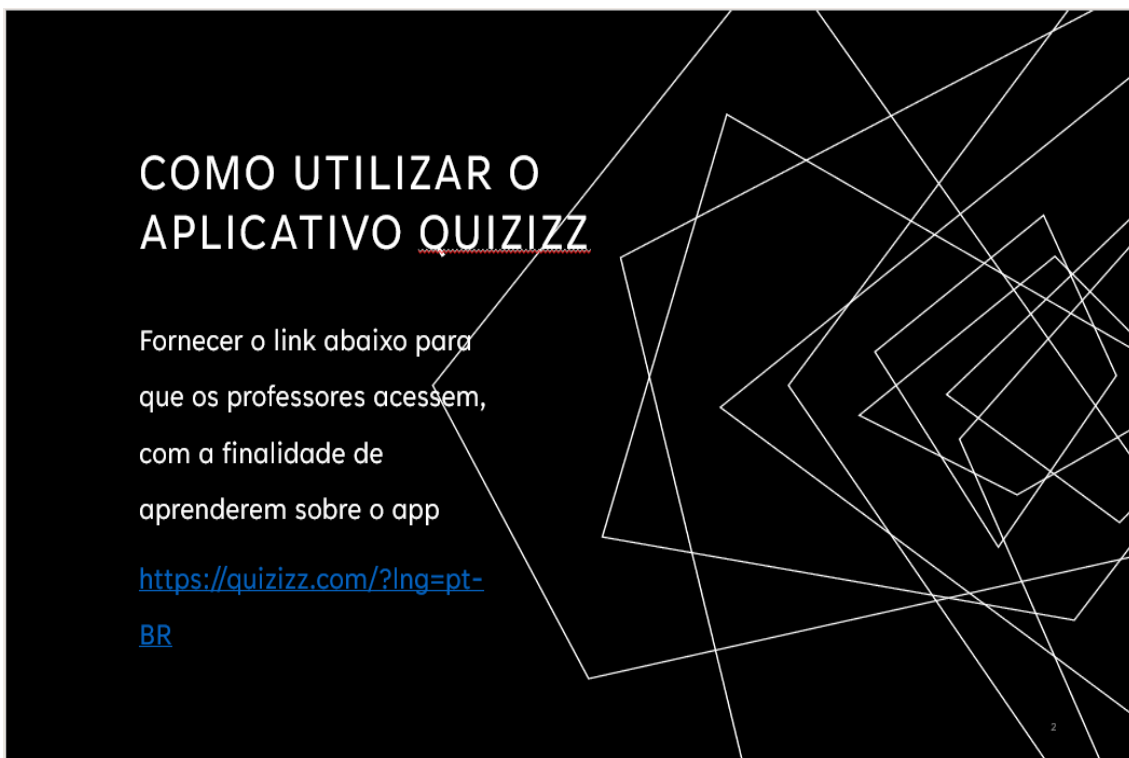 COMO UTILIZAR O
APLICATIVO QUIZIZZ
Fornecer o link abaixo para
que os professores acessem,
com a finalidade de
aprenderem sobre o app
https://quizizz.com/?lng=pt-
BR
2